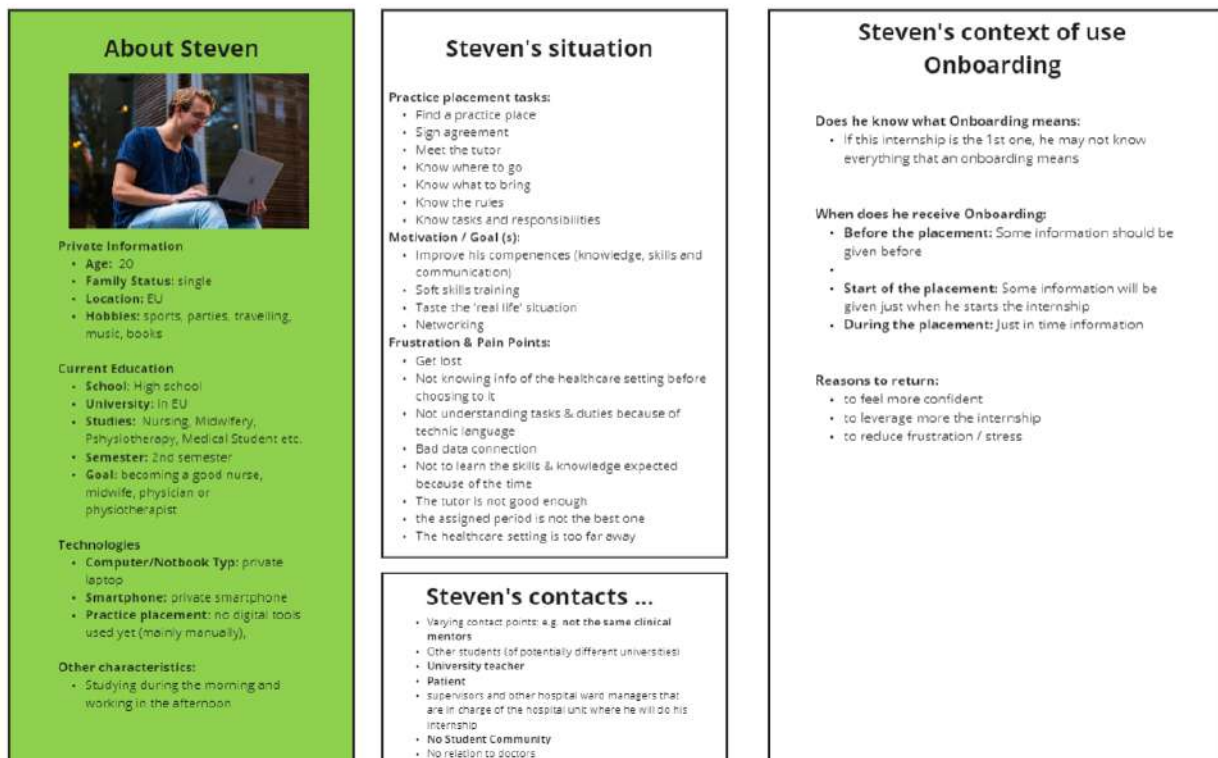 About Steven
Private Information
• Age: 20
• Family Status: single
• Location: EU
• Hobbies: sports, parties, travelling,
music, books
Current Education
• School: High school
• University: In EU
• Studies: Nursing, Midwifery,
Pshysiotherapy, Medical Student etc.
• Semester: 2nd semester
• Goal: becoming a good nurse,
midwife, physician or
physiotherapist
Technologies
• Computer/Notbook Typ: private
laptop
• Smartphone: private smartphone
• Practice placement: no digital tools
used yet (mainly manually),
Other characteristics:
• Studying during the morning and
working in the afternoon
Steven's situation
Practice placement tasks:
• Find a practice place
• Sign agreement
• Meet the tutor
• Know where to go
• Know what to bring
• Know the rules
• Know tasks and responsibilities
Motivation / Goal (s):
• Improve his compenences (knowledge, skills and
communication)
• Soft skills training
• Taste the 'real life' situation
• Networking
Frustration & Pain Points:
• Get lost
• Not knowing info of the healthcare setting before
choosing to it
• Not understanding tasks & duties because of
technic language
• Bad data connection
• Not to learn the skills & knowledge expected
because of the time
• The tutor is not good enough
• the assigned period is not the best one
• The healthcare setting is too far away
Steven's contacts ...
• Varying contact points: e.g. not the same clinical
mentors
• Other students (of potentially different universities)
• University teacher
• Patient
• supervisors and other hospital ward managers that
are in charge of the hospital unit where he will do his
internship
• No Student Community
• No relation to doctors
Steven's context of use
Onboarding
Does he know what Onboarding means:
• If this internship is the 1st one, he may not know
everything that an onboarding means
When does he receive Onboarding:
• Before the placement: Some information should be
given before
•
• Start of the placement: Some information will be
given just when he starts the internship
• During the placement: Just in time information
Reasons to return:
• to feel more confident
• to leverage more the internship
• to reduce frustration / stress